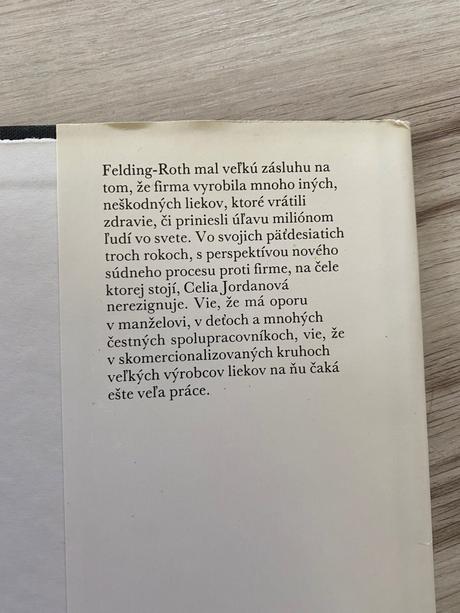 Felding-Roth mal veľkú zásluhu na
tom, že firma vyrobila mnoho iných,
neškodných liekov, ktoré vrátili
zdravie, či priniesli úľavu miliónom
ľudí vo svete. Vo svojich päťdesiatich
troch rokoch, s perspektívou nového
súdneho procesu proti firme, na čele
ktorej stojí, Celia Jordanová
nerezignuje. Vie, že má oporu
v manželovi, v deťoch a mnohých
čestných spolupracovníkoch, vie, že
v skomercionalizovaných kruhoch
veľkých výrobcov liekov na ňu čaká
ešte veľa práce.